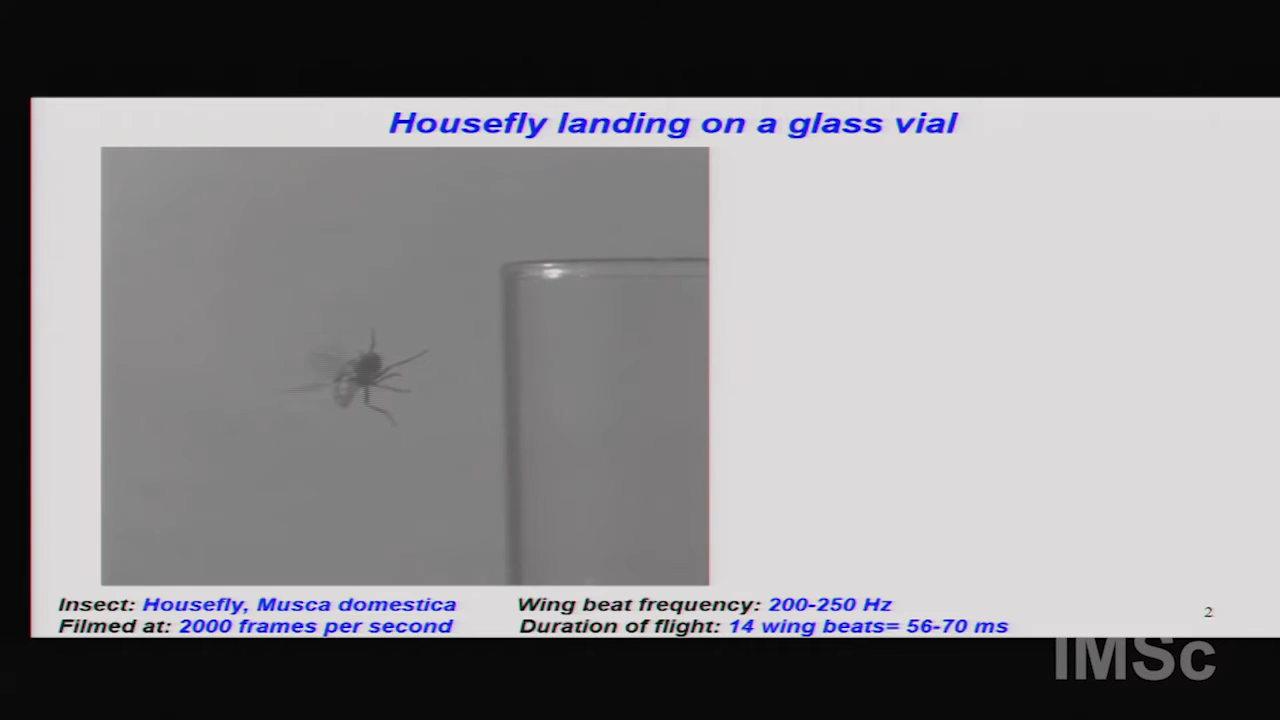 Housefly landing on a glass vial
Insect: Housefly, Musca domestica
Wing beat frequency: 200-250 Hz
Filmed at: 2000 frames per second
Duration of flight: 14 wing beats= 56-70 ms
2
IMSc